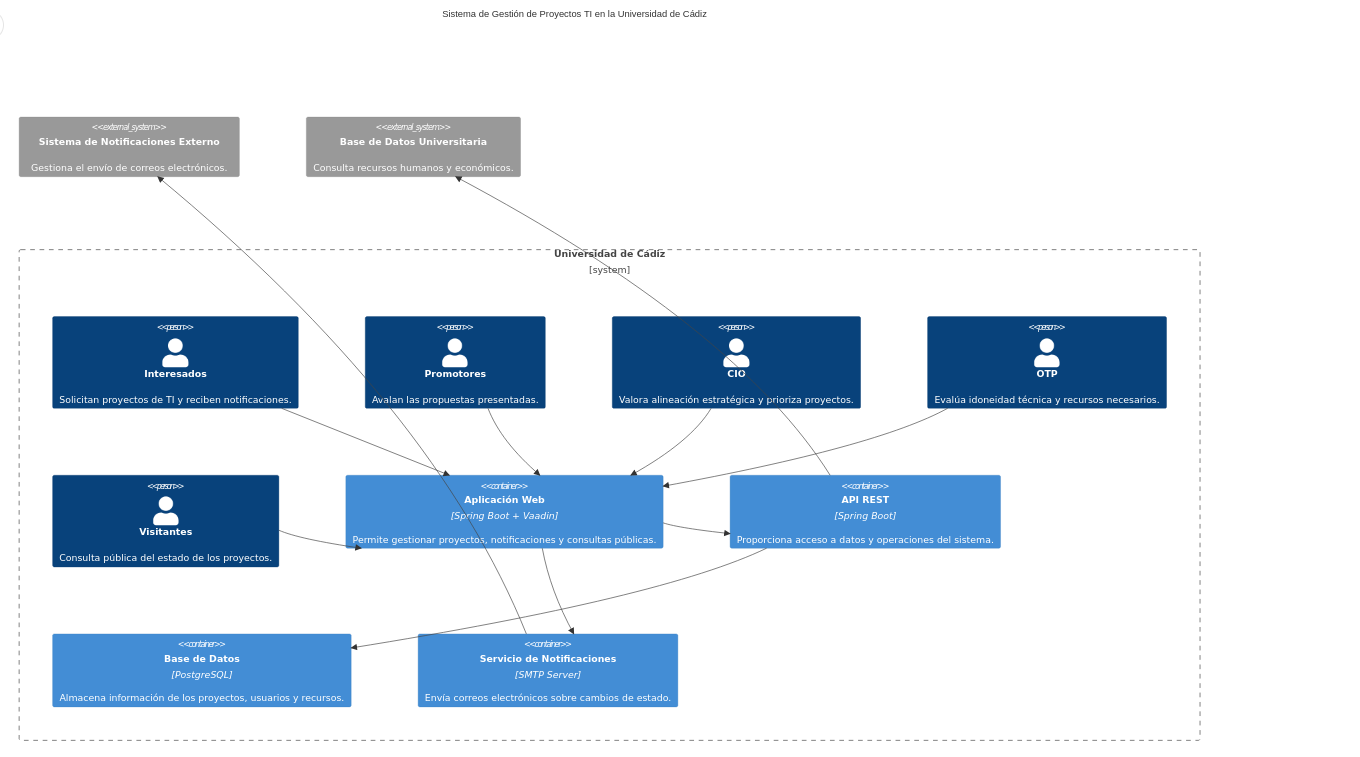 Sistema de Gestión de Proyectos TI en la Universidad de Cádiz
<<external_system>>
Sistema de Notificaciones Externo
Gestiona el envío de correos electrónicos.
<<external_system>>
Base de Datos Universitaria
Consulta recursos humanos y económicos.
Universidad de Cádiz
[system]
<<person>>
Interesados
Solicitan proyectos de TI y reciben notificaciones.
<<person>>
Promotores
Avalan las propuestas presentadas.
<<person>>
CIO
Valora alineación estratégica y prioriza proyectos.
<<person>>
OTP
Evalúa idoneidad técnica y recursos necesarios.
<<person>>
Visitantes
Consulta pública del estado de los proyectos.
<<container>>
Aplicación Web
[Spring Boot + Vaadin]
Permite gestionar proyectos, notificaciones y consultas públicas.
<<container>>
API REST
[Spring Boot]
Proporciona acceso a datos y operaciones del sistema.
<<container>>
Base de Datos
[PostgreSQL]
Almacena información de los proyectos, usuarios y recursos.
<<container>>
Servicio de Notificaciones
[SMTP Server]
Envía correos electrónicos sobre cambios de estado.